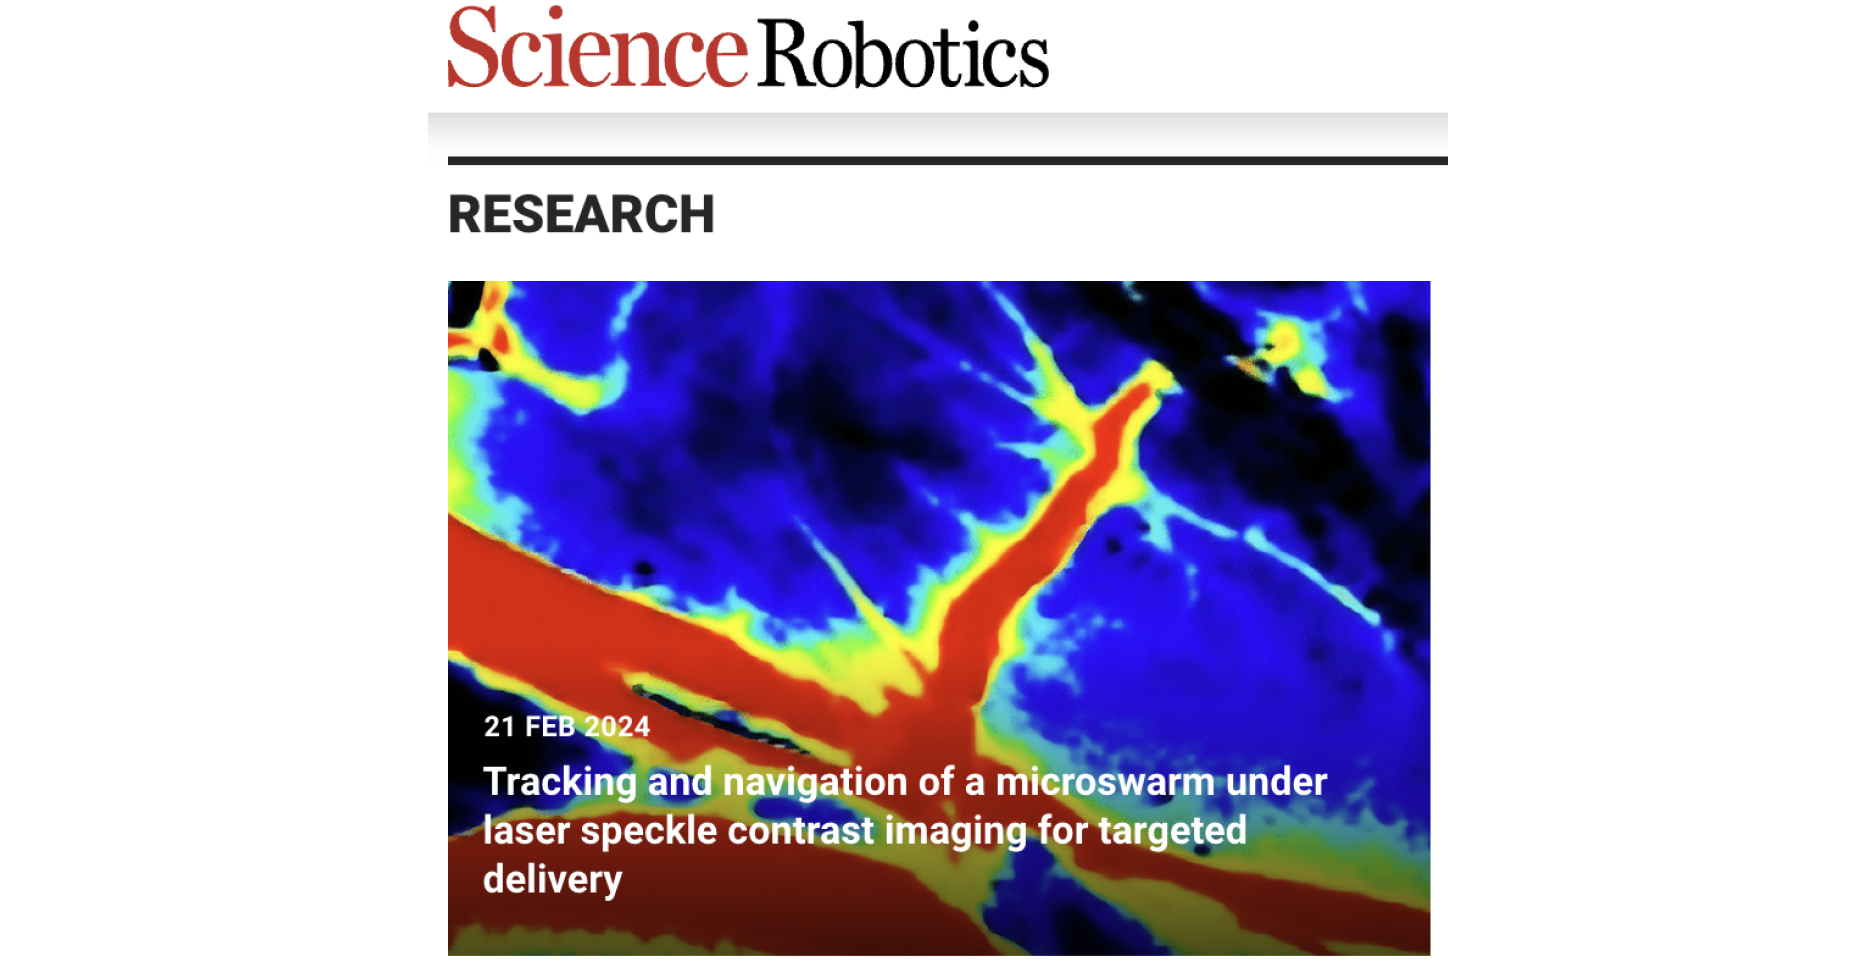 Science Robotics
RESEARCH
21 FEB 2024
Tracking and navigation of a microswarm under
laser speckle contrast imaging for targeted
delivery